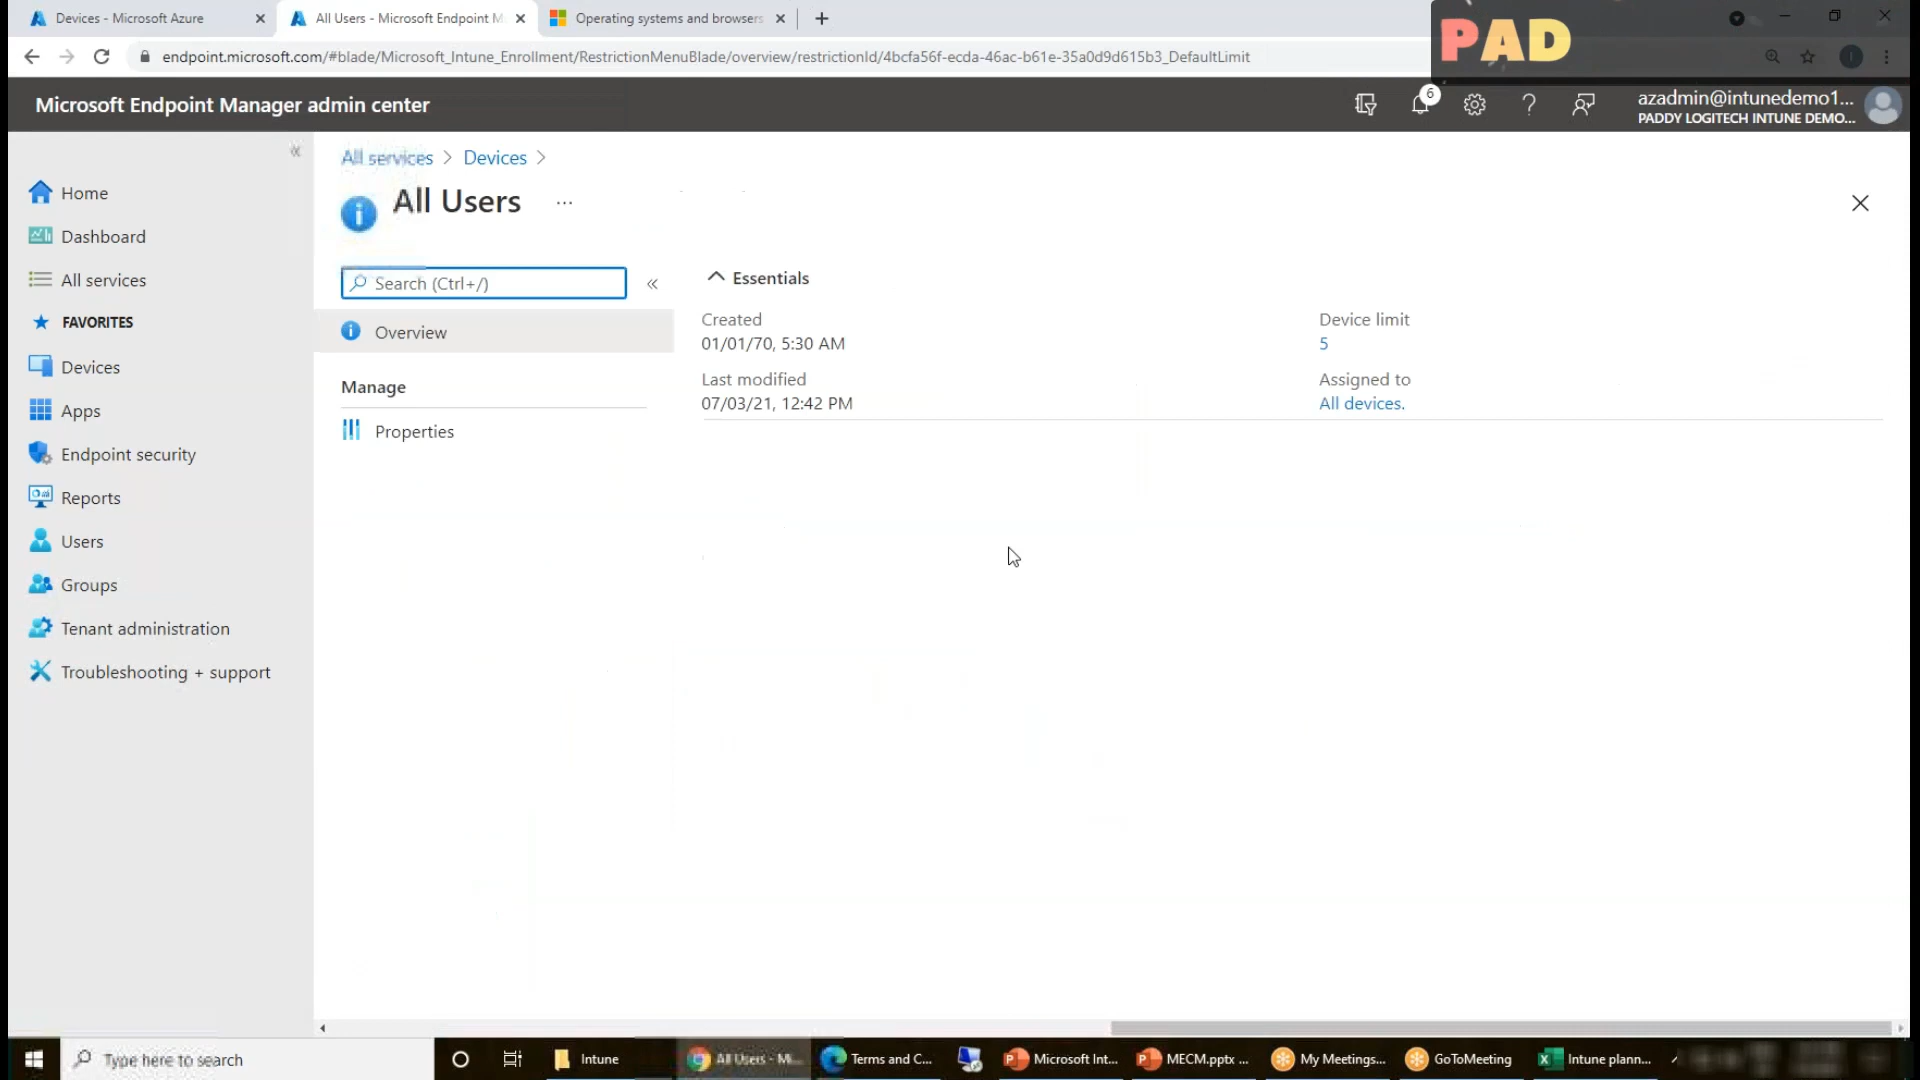 Devices - Microsoft Azure
All Users - Microsoft Endpoint M
Operating systems and browsers
PAD
endpoint.microsoft.com/#blade/Microsoft_Intune_Enrollment/RestrictionMenuBlade/overview/restrictionId/4bcfa56f-ecda-46ac-b61e-35a0d9d615b3_DefaultLimit
Microsoft Endpoint Manager admin center
6
azadmin@intunedemo1...
PADDY LOGITECH INTUNE DEMO...
Home
Dashboard
All services
FAVORITES
Devices
Apps
Endpoint security
Reports
Users
Groups
Tenant administration
Troubleshooting + support
All services > Devices >
All Users ...
Search (Ctrl+/)
Overview
Manage
Properties
Essentials
Created
01/01/70, 5:30 AM
Last modified
07/03/21, 12:42 PM
Device limit
5
Assigned to
All devices.
Type here to search
Intune
All Users - Mi...
Terms and C...
Microsoft Int...
MECM.pptx ...
My Meetings...
GoToMeeting
Intune plann...